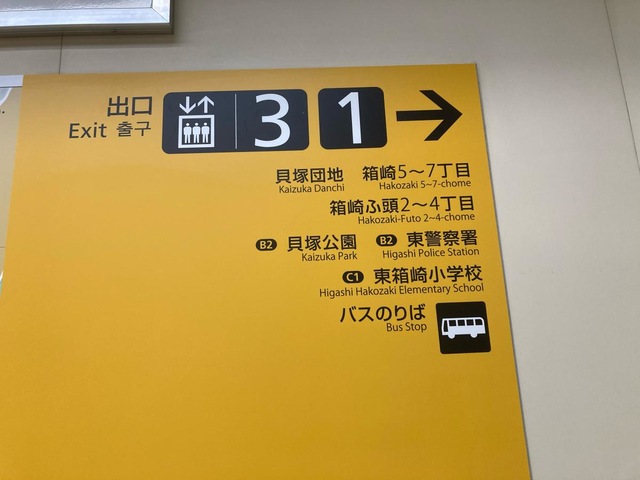 出口 3 1
Exit 출구
貝塚団地 箱崎5～7丁目
Kaizuka Danchi Hakozaki 5~7-chome
箱崎ふ頭2～4丁目
Hakozaki-Futo 2~4-chome
B2 貝塚公園 B2 東警察署
Kaizuka Park Higashi Police Station
C1 東箱崎小学校
Higashi Hakozaki Elementary School
バスのりば
Bus Stop